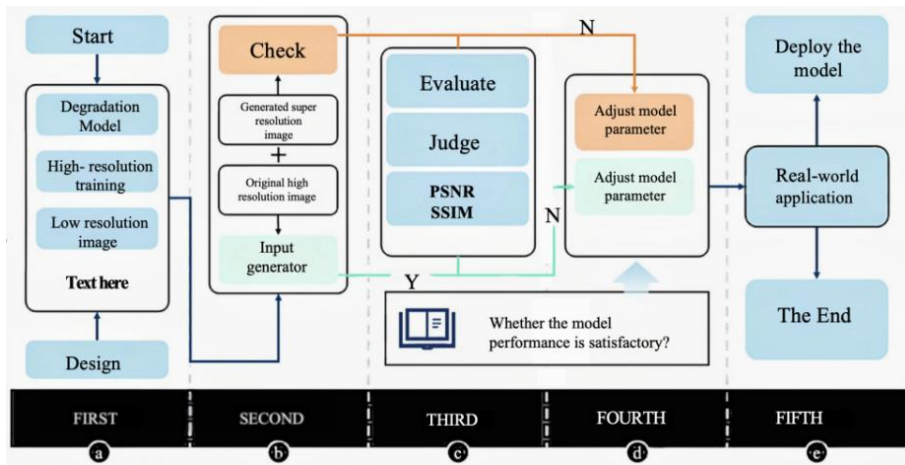 Start
Degradation
Model
High- resolution
training
Low resolution
image
Text here
Design
Check
Generated super
resolution
image
+
Original high
resolution image
Input
generator
Evaluate
Judge
PSNR
SSIM
N
Y
N
Adjust model
parameter
Adjust model
parameter
Whether the model
performance is satisfactory?
Deploy the
model
Real-world
application
The End
FIRST
SECOND
THIRD
FOURTH
FIFTH
a
b
c
d
e